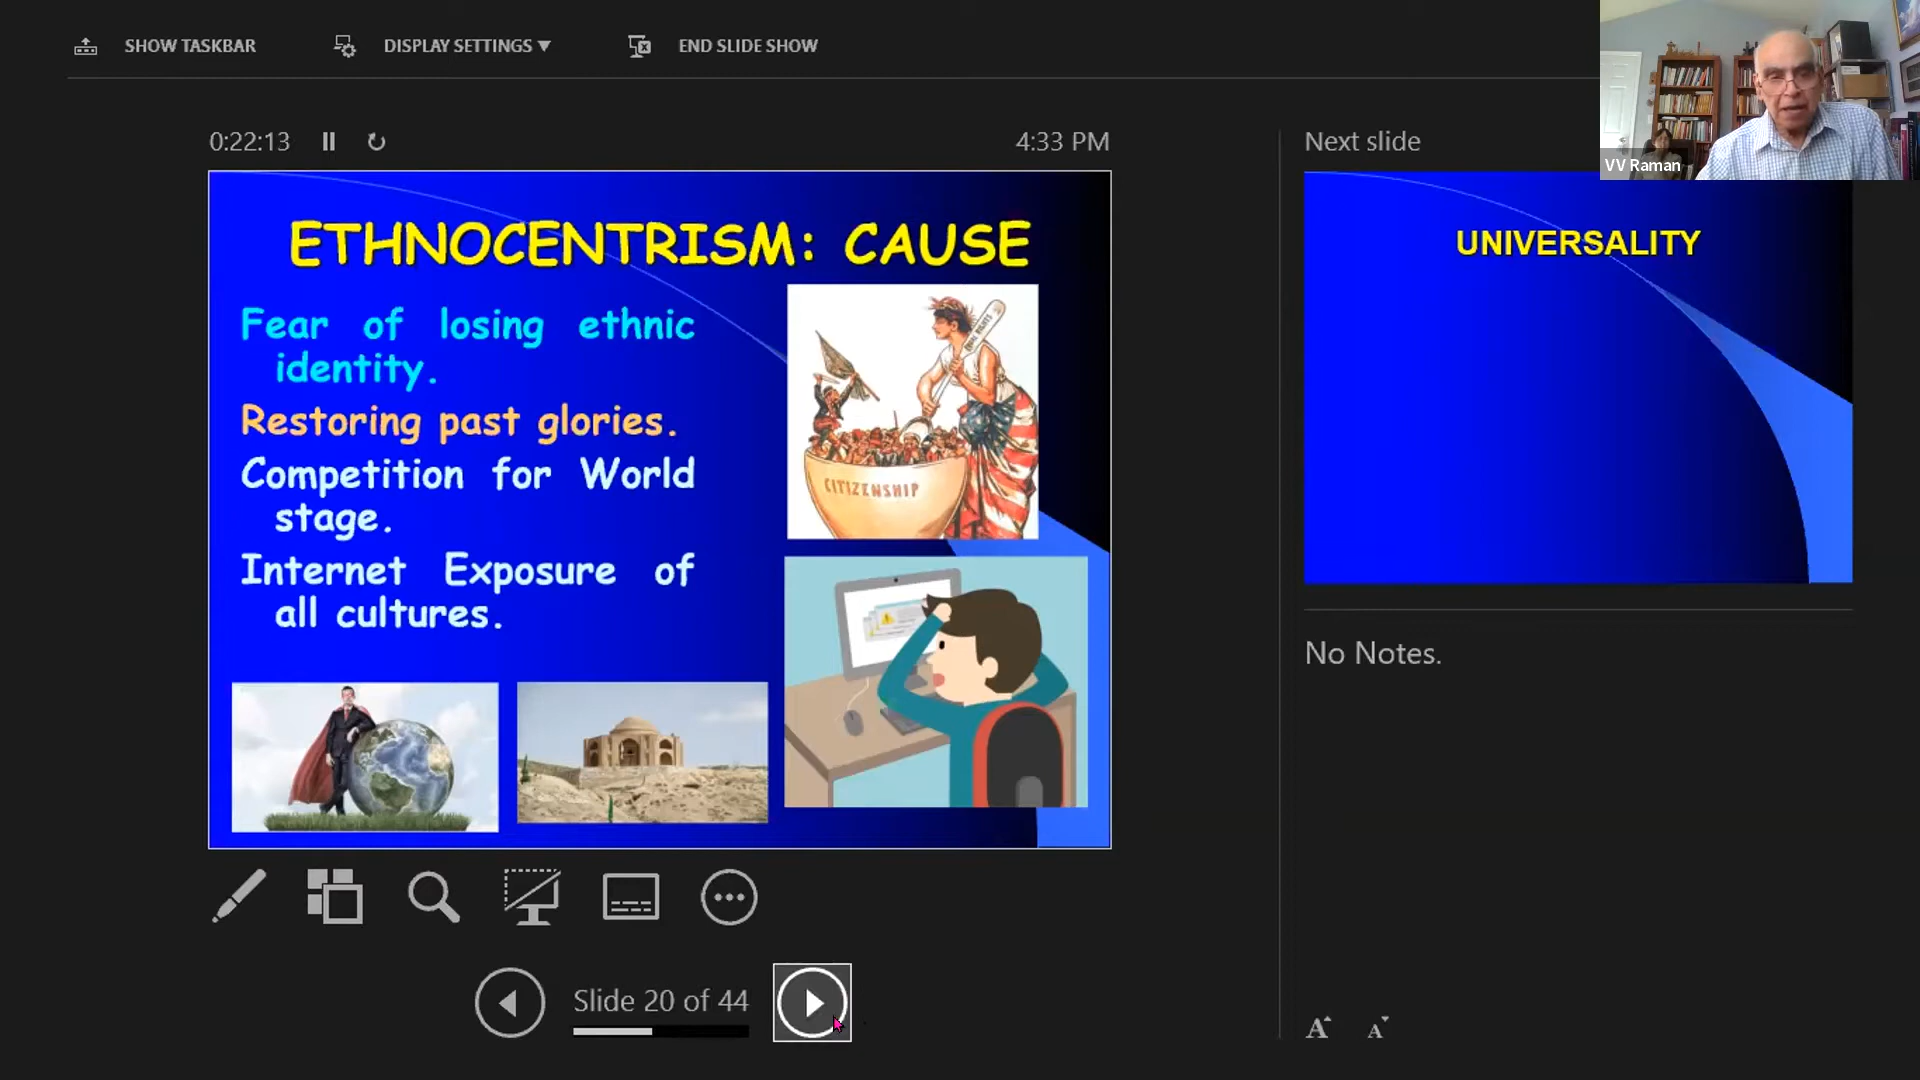 SHOW TASKBAR
DISPLAY SETTINGS ▼
END SLIDE SHOW
0:22:13
4:33 PM
Next slide
VV Raman
ETHNOCENTRISM: CAUSE
Fear of losing ethnic
identity.
Restoring past glories.
Competition for World
stage.
Internet Exposure of
all cultures.
EQUAL RIGHTS
CITIZENSHIP
UNIVERSALITY
No Notes.
Slide 20 of 44
A A